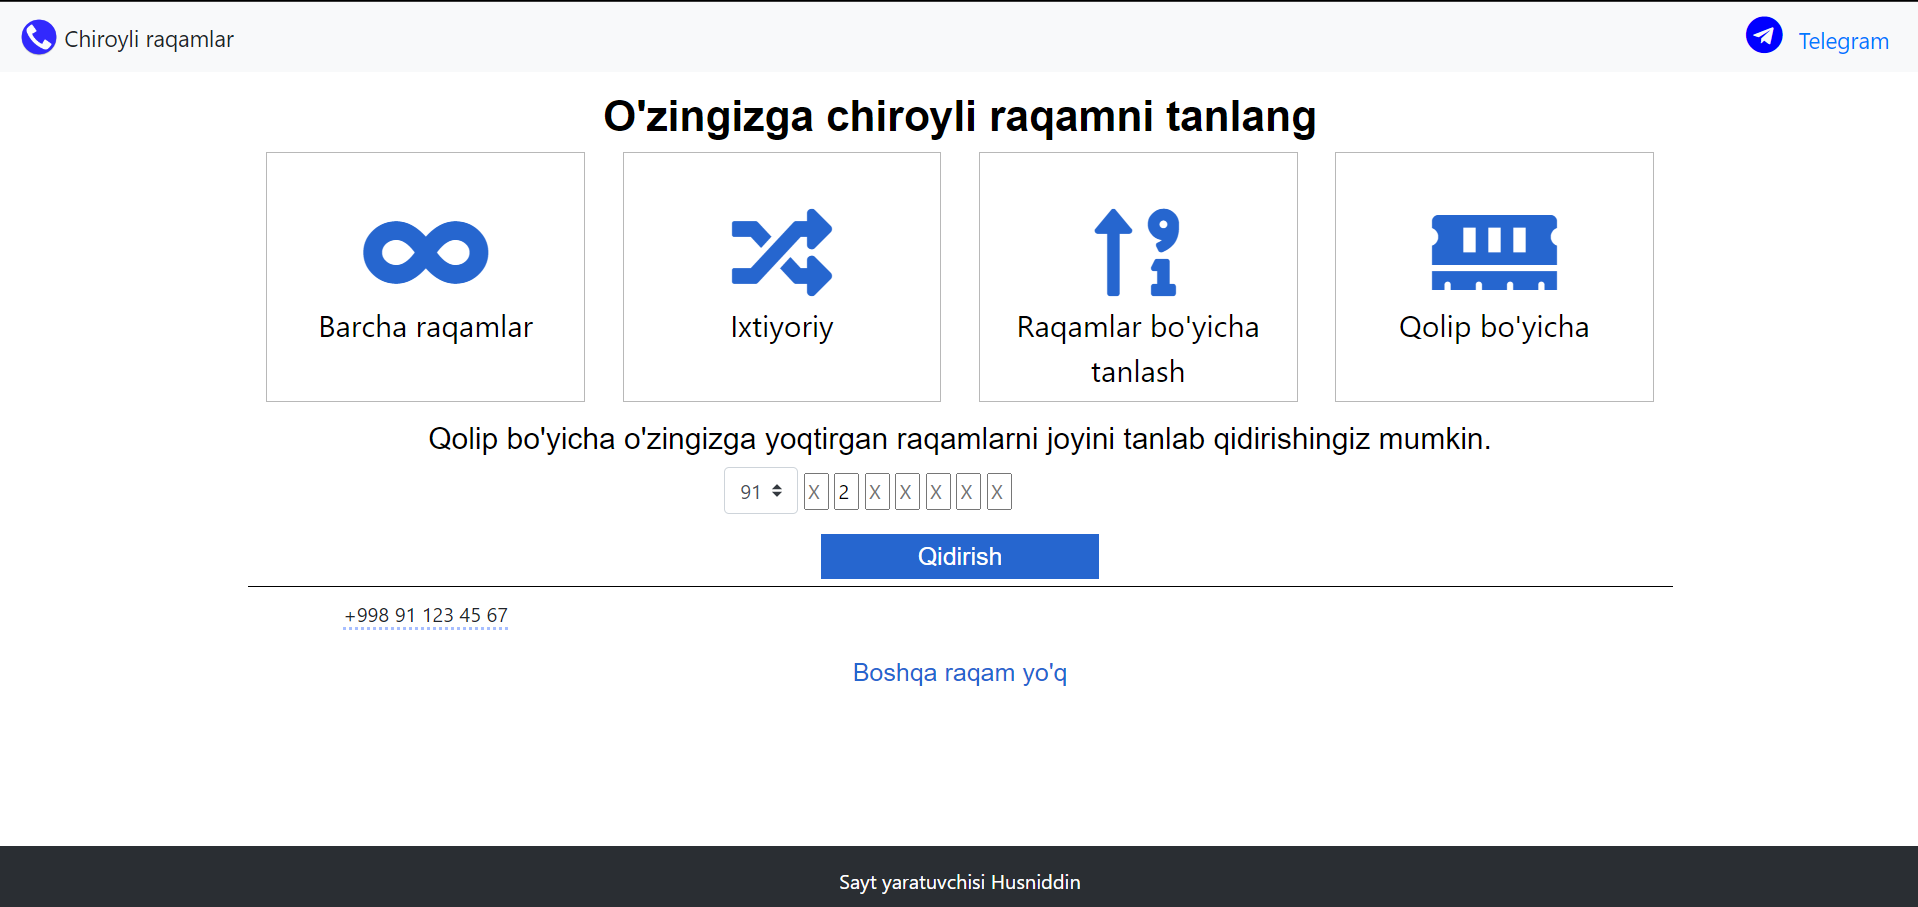 Chiroyli raqamlar
Telegram
O'zingizga chiroyli raqamni tanlang
Barcha raqamlar
Ixtiyoriy
Raqamlar bo'yicha
tanlash
Qolip bo'yicha
Qolip bo'yicha o'zingizga yoqtirgan raqamlarni joyini tanlab qidirishingiz mumkin.
91 X 2 X X X X X
Qidirish
+998 91 123 45 67
Boshqa raqam yo'q
Sayt yaratuvchisi Husniddin